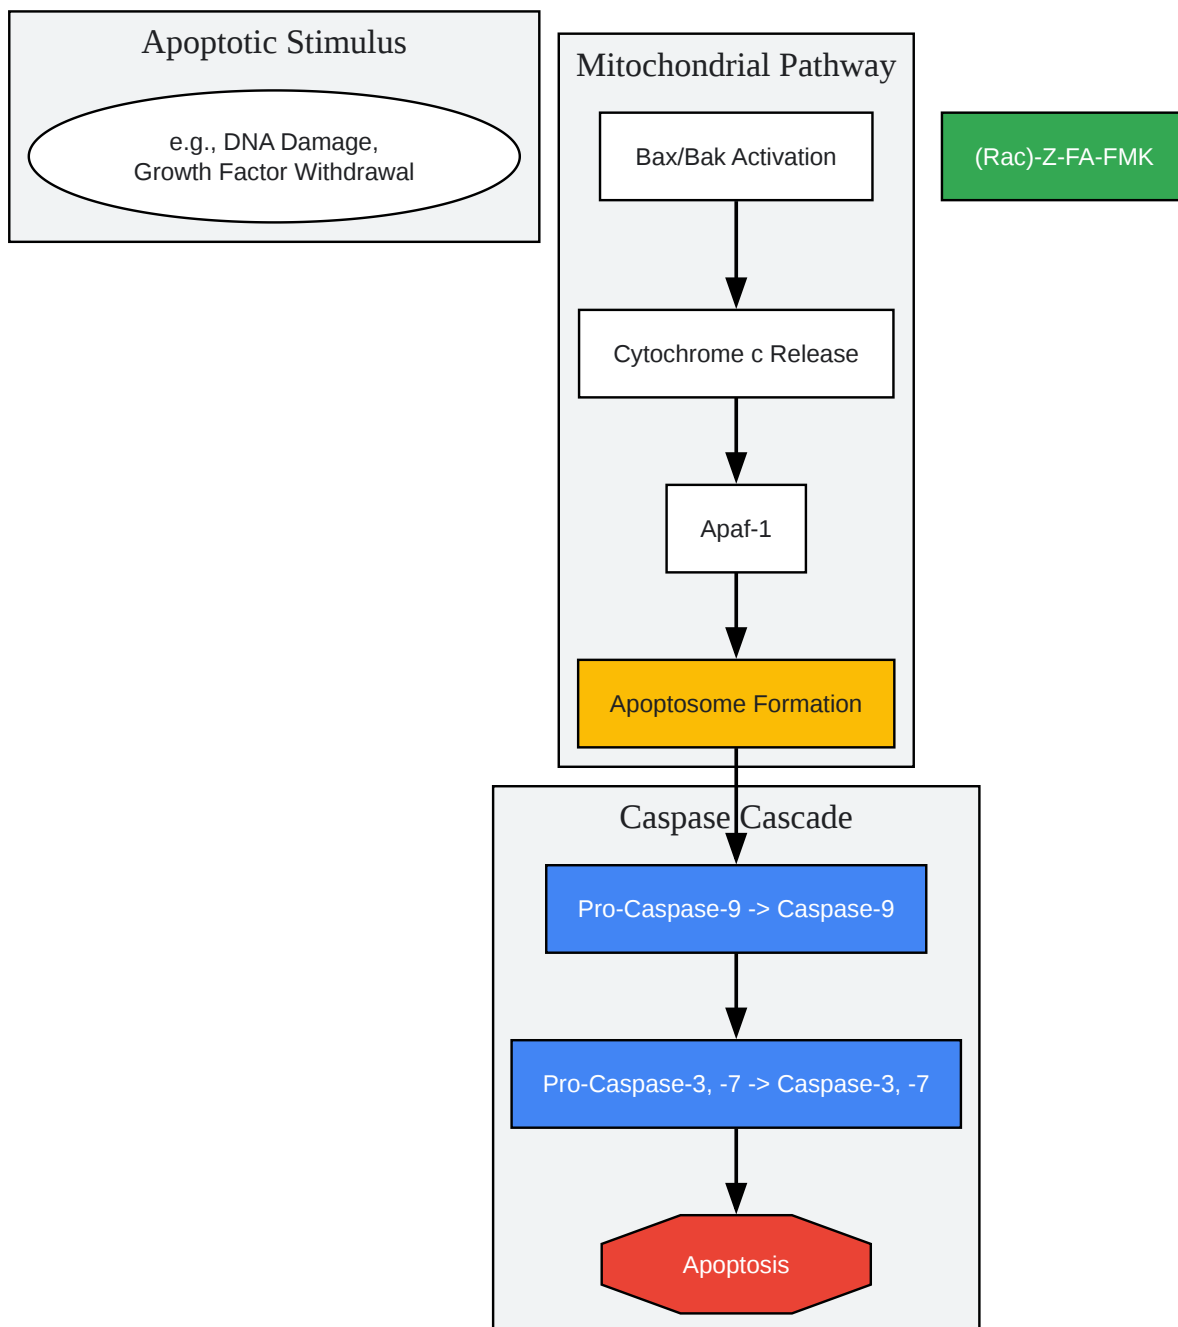 Apoptotic Stimulus
e.g., DNA Damage,
Growth Factor Withdrawal
Mitochondrial Pathway
Bax/Bak Activation
(Rac)-Z-FA-FMK
Cytochrome c Release
Apaf-1
Apoptosome Formation
Caspase Cascade
Pro-Caspase-9 -> Caspase-9
Pro-Caspase-3, -7 -> Caspase-3, -7
Apoptosis